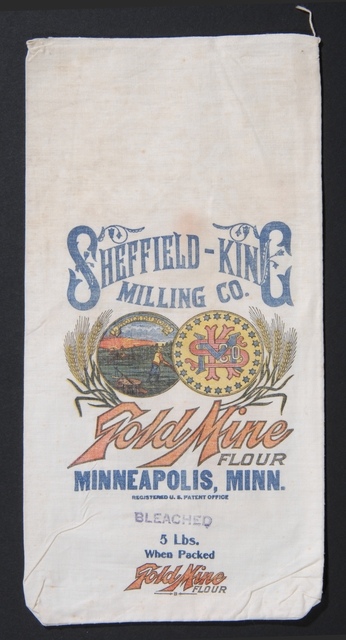 SHEFFIELD-KING
MILLING CO.
Gold Mine
FLOUR
MINNEAPOLIS, MINN.
REGISTERED U.S. PATENT OFFICE
BLEACHED
5 Lbs.
When Packed
Gold Mine
FLOUR